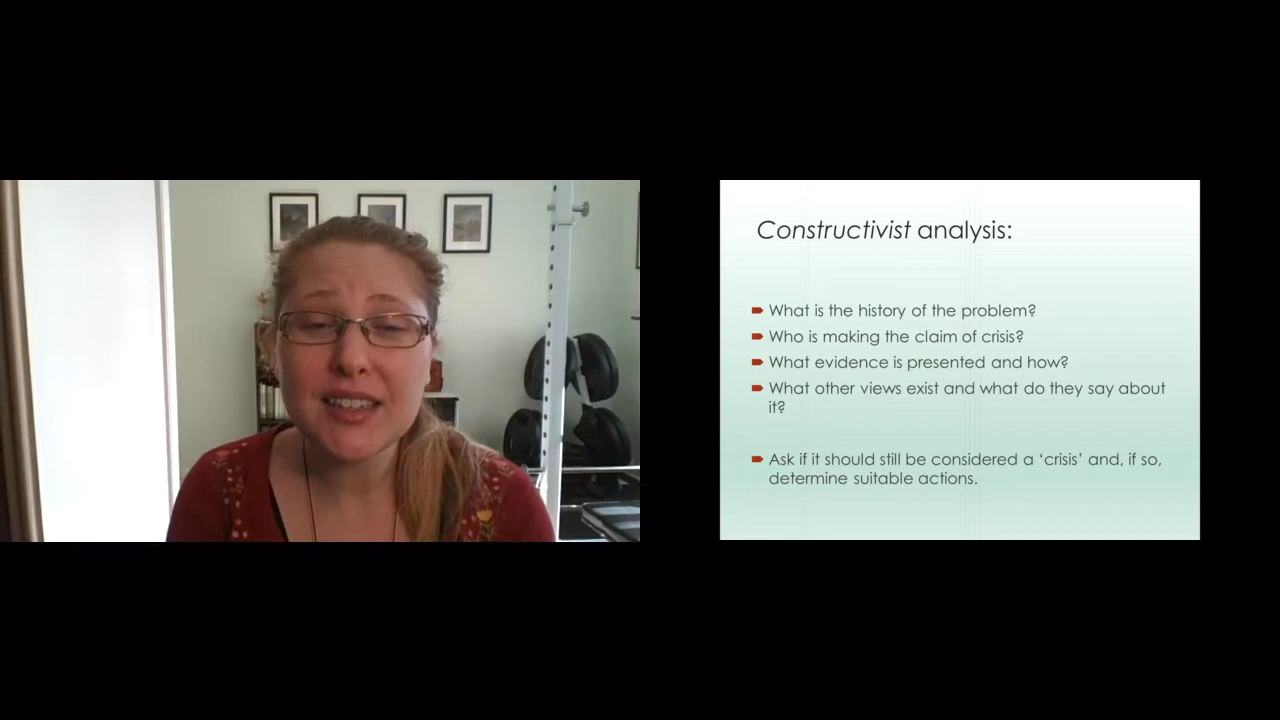 Constructivist analysis:
What is the history of the problem?
Who is making the claim of crisis?
What evidence is presented and how?
What other views exist and what do they say about
it?
Ask if it should still be considered a ‘crisis’ and, if so,
determine suitable actions.